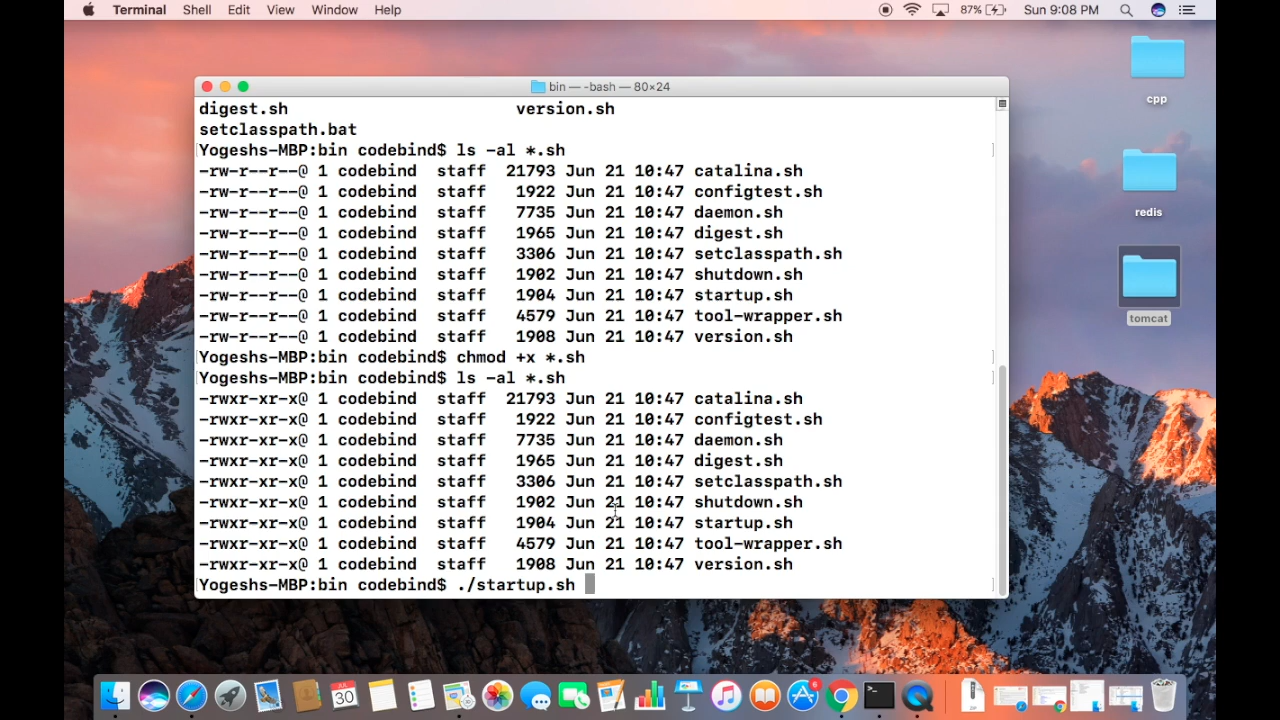 Terminal Shell Edit View Window Help 87% Sun 9:08 PM
bin — -bash — 80×24
digest.sh version.sh
setclasspath.bat
Yogeshs-MBP:bin codebind$ ls -al *.sh
-rw-r--r--@ 1 codebind staff 21793 Jun 21 10:47 catalina.sh
-rw-r--r--@ 1 codebind staff 1922 Jun 21 10:47 configtest.sh
-rw-r--r--@ 1 codebind staff 7735 Jun 21 10:47 daemon.sh
-rw-r--r--@ 1 codebind staff 1965 Jun 21 10:47 digest.sh
-rw-r--r--@ 1 codebind staff 3306 Jun 21 10:47 setclasspath.sh
-rw-r--r--@ 1 codebind staff 1902 Jun 21 10:47 shutdown.sh
-rw-r--r--@ 1 codebind staff 1904 Jun 21 10:47 startup.sh
-rw-r--r--@ 1 codebind staff 4579 Jun 21 10:47 tool-wrapper.sh
-rw-r--r--@ 1 codebind staff 1908 Jun 21 10:47 version.sh
Yogeshs-MBP:bin codebind$ chmod +x *.sh
Yogeshs-MBP:bin codebind$ ls -al *.sh
-rwxr-xr-x@ 1 codebind staff 21793 Jun 21 10:47 catalina.sh
-rwxr-xr-x@ 1 codebind staff 1922 Jun 21 10:47 configtest.sh
-rwxr-xr-x@ 1 codebind staff 7735 Jun 21 10:47 daemon.sh
-rwxr-xr-x@ 1 codebind staff 1965 Jun 21 10:47 digest.sh
-rwxr-xr-x@ 1 codebind staff 3306 Jun 21 10:47 setclasspath.sh
-rwxr-xr-x@ 1 codebind staff 1902 Jun 21 10:47 shutdown.sh
-rwxr-xr-x@ 1 codebind staff 1904 Jun 21 10:47 startup.sh
-rwxr-xr-x@ 1 codebind staff 4579 Jun 21 10:47 tool-wrapper.sh
-rwxr-xr-x@ 1 codebind staff 1908 Jun 21 10:47 version.sh
Yogeshs-MBP:bin codebind$ ./startup.sh
cpp
redis
tomcat
30
6